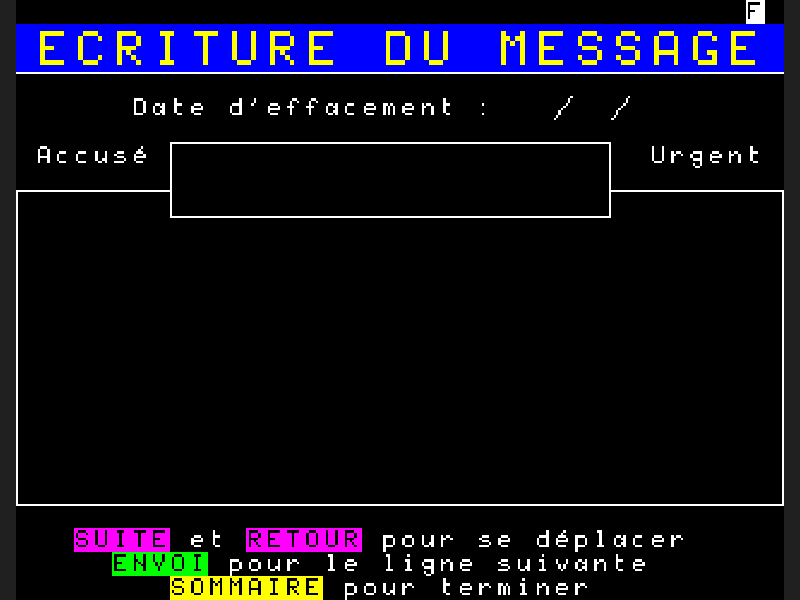 F
ECRITURE DU MESSAGE
Date d'effacement : / /
Accusé Urgent
SUITE et RETOUR pour se déplacer
ENVOI pour le ligne suivante
SOMMAIRE pour terminer